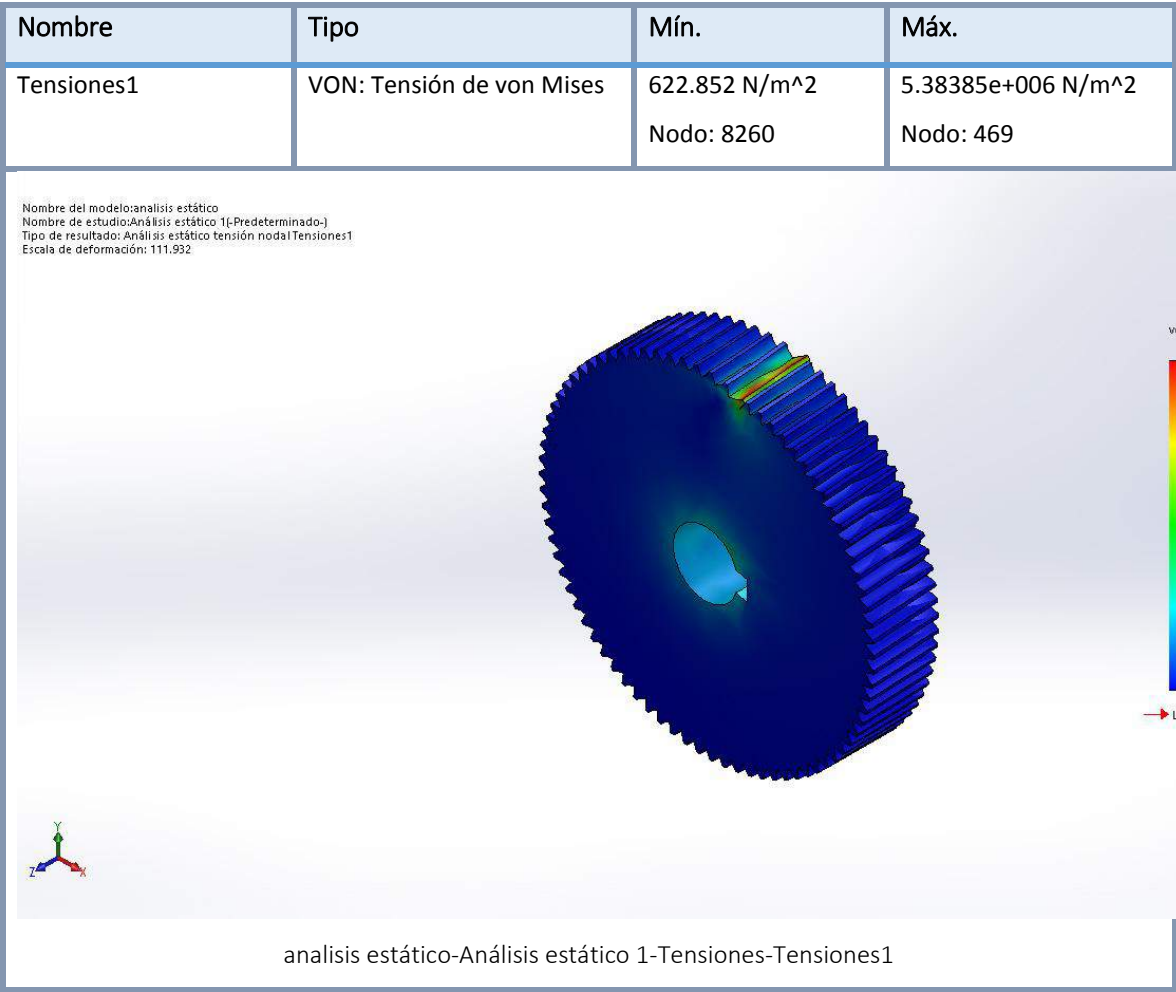 Nombre Tipo Mín. Máx.
Tensiones1 VON: Tensión de von Mises 622.852 N/m^2 5.38385e+006 N/m^2
Nodo: 8260 Nodo: 469
Nombre del modelo:analisis estático
Nombre de estudio:Análisis estático 1(-Predeterminado-)
Tipo de resultado: Análisis estático tensión nodal Tensiones1
Escala de deformación: 111.932
Y
Z X
analisis estático-Análisis estático 1-Tensiones-Tensiones1